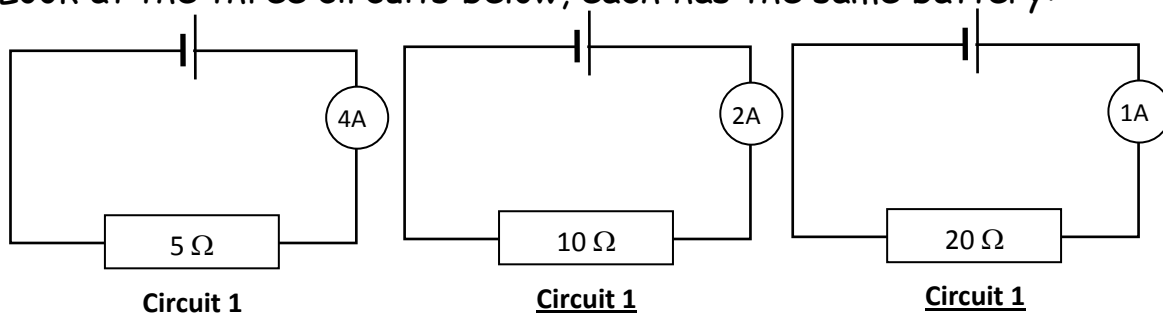 Look at the three circuits below, each has the same battery.
4A
2A
1A
5 Ω
10 Ω
20 Ω
Circuit 1
Circuit 1
Circuit 1